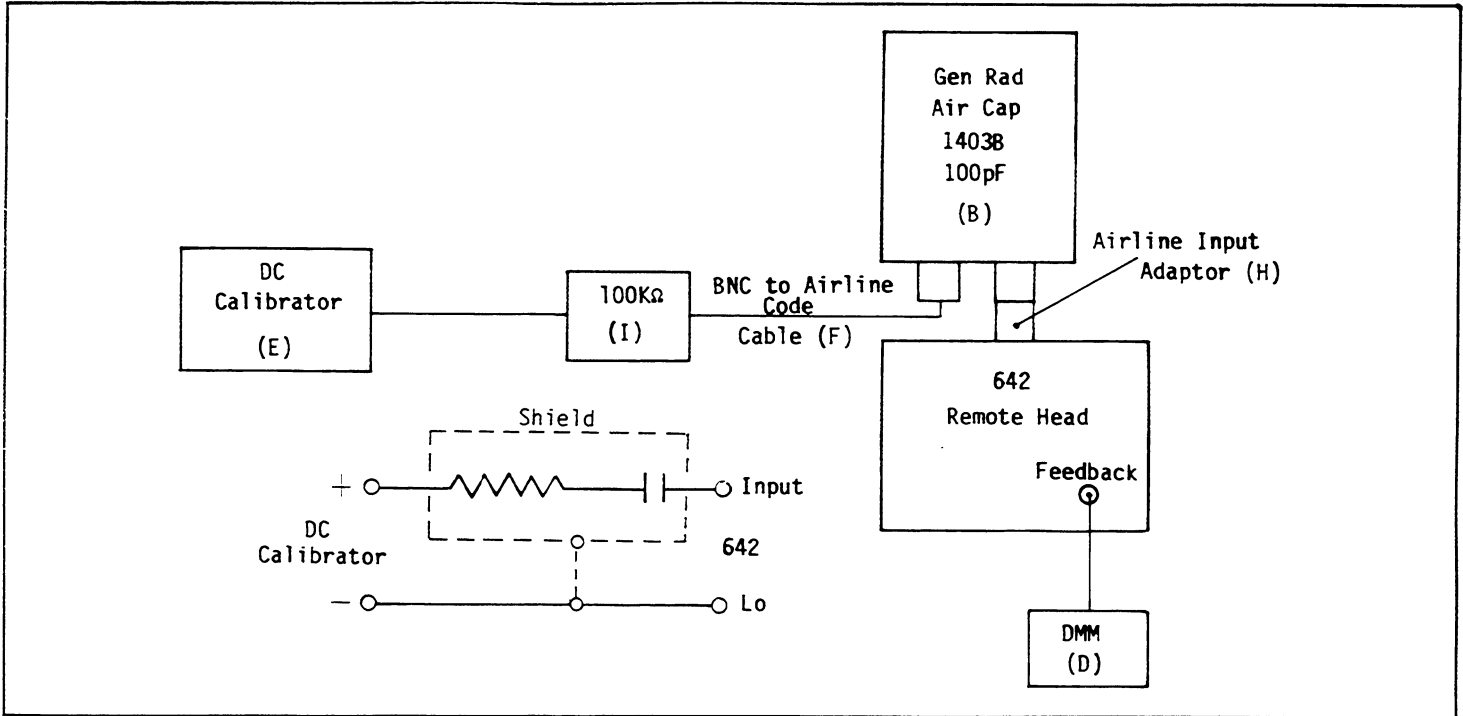 Gen Rad
Air Cap
1403B
100pF
(B)
Airline Input
Adaptor (H)
DC
Calibrator
(E)
100KΩ
(I)
BNC to Airline
Code
Cable (F)
642
Remote Head
Feedback
Shield
+
Input
DC
Calibrator
642
−
Lo
DMM
(D)